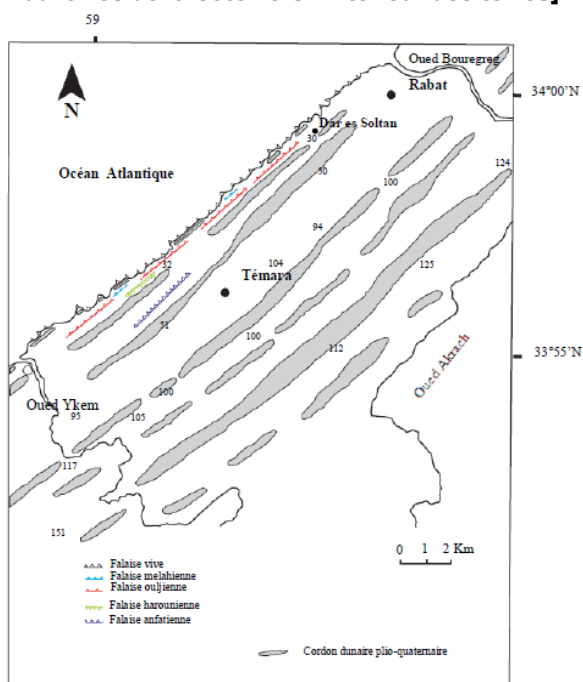 59
Oued Bouregreg
N
Rabat
34°00'N
Dar es Soltan
30
Océan Atlantique
50
100
124
94
32
104
125
Témara
51
100
112
33°55'N
Oued Akrach
100
Oued Ykem
95
105
117
151
0 1 2 Km
Falaise vive
Falaise melahienne
Falaise ouljienne
Falaise harounienne
Falaise anfatienne
Cordon dunaire plio-quaternaire